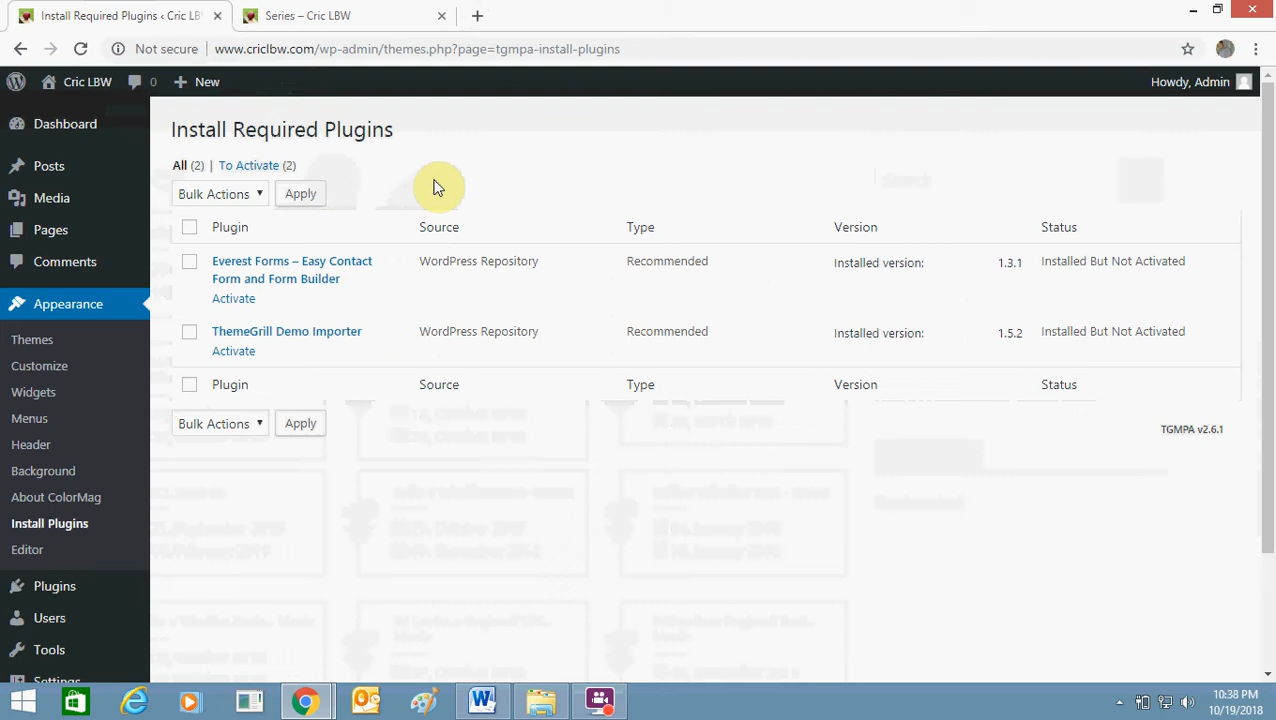 Install Required Plugins ‹ Cric LBW
Series – Cric LBW
Not secure
www.criclbw.com/wp-admin/themes.php?page=tgmpa-install-plugins
Cric LBW
0
New
Howdy, Admin
Dashboard
Posts
Media
Pages
Comments
Appearance
Themes
Customize
Widgets
Menus
Header
Background
About ColorMag
Install Plugins
Editor
Plugins
Users
Tools
Settings
Install Required Plugins
All (2) | To Activate (2)
Bulk Actions Apply
Plugin Source Type Version Status
Everest Forms – Easy Contact Form and Form Builder WordPress Repository Recommended Installed version: 1.3.1 Installed But Not Activated
Activate
ThemeGrill Demo Importer WordPress Repository Recommended Installed version: 1.5.2 Installed But Not Activated
Activate
Plugin Source Type Version Status
Bulk Actions Apply
TGMPA v2.6.1
Search
10:38 PM
10/19/2018